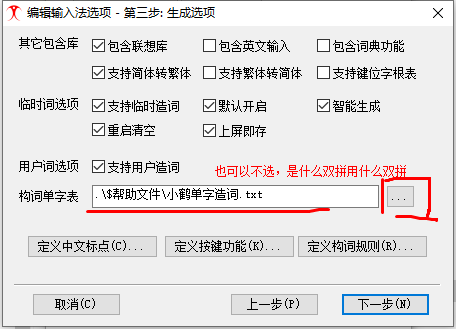 编辑输入法选项 - 第三步: 生成选项
其它包含库 包含联想库 包含英文输入 包含词典功能
支持简体转繁体 支持繁体转简体 支持键位字根表
临时词选项 支持临时造词 默认开启 智能生成
重启清空 上屏即存
用户词选项 支持用户造词 也可以不选，是什么双拼用什么双拼
构词单字表 .\$帮助文件\小鹤单字造词.txt ...
定义中文标点(C)... 定义按键功能(K)... 定义构词规则(R)...
取消(C) 上一步(P) 下一步(N)